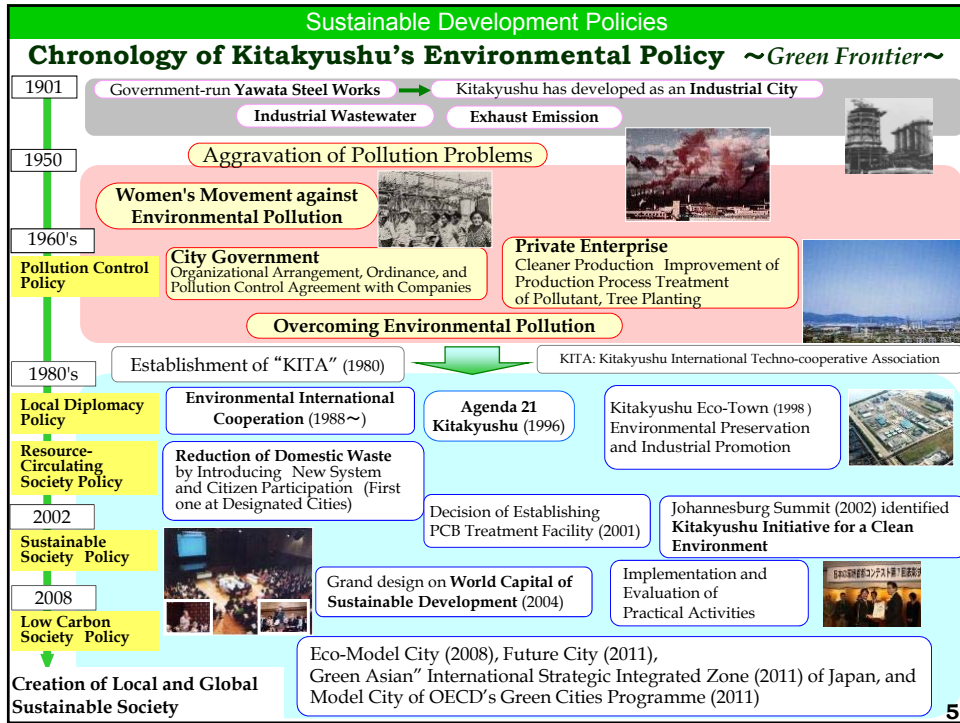 Sustainable Development Policies
Chronology of Kitakyushu's Environmental Policy ～Green Frontier～
1901
Government-run Yawata Steel Works
Kitakyushu has developed as an Industrial City
Industrial Wastewater
Exhaust Emission
1950
Aggravation of Pollution Problems
Women's Movement against
Environmental Pollution
1960's
Pollution Control
Policy
City Government
Organizational Arrangement, Ordinance, and
Pollution Control Agreement with Companies
Private Enterprise
Cleaner Production Improvement of
Production Process Treatment
of Pollutant, Tree Planting
Overcoming Environmental Pollution
Establishment of “KITA” (1980)
KITA: Kitakyushu International Techno-cooperative Association
1980's
Local Diplomacy
Policy
Environmental International
Cooperation (1988～)
Agenda 21
Kitakyushu (1996)
Kitakyushu Eco-Town (1998 )
Environmental Preservation
and Industrial Promotion
Resource-
Circulating
Society Policy
Reduction of Domestic Waste
by Introducing New System
and Citizen Participation (First
one at Designated Cities)
2002
Sustainable
Society Policy
Decision of Establishing
PCB Treatment Facility (2001)
Johannesburg Summit (2002) identified
Kitakyushu Initiative for a Clean
Environment
2008
Low Carbon
Society Policy
Grand design on World Capital of
Sustainable Development (2004)
Implementation and
Evaluation of
Practical Activities
Eco-Model City (2008), Future City (2011),
Green Asian” International Strategic Integrated Zone (2011) of Japan, and
Model City of OECD's Green Cities Programme (2011)
Creation of Local and Global
Sustainable Society
5